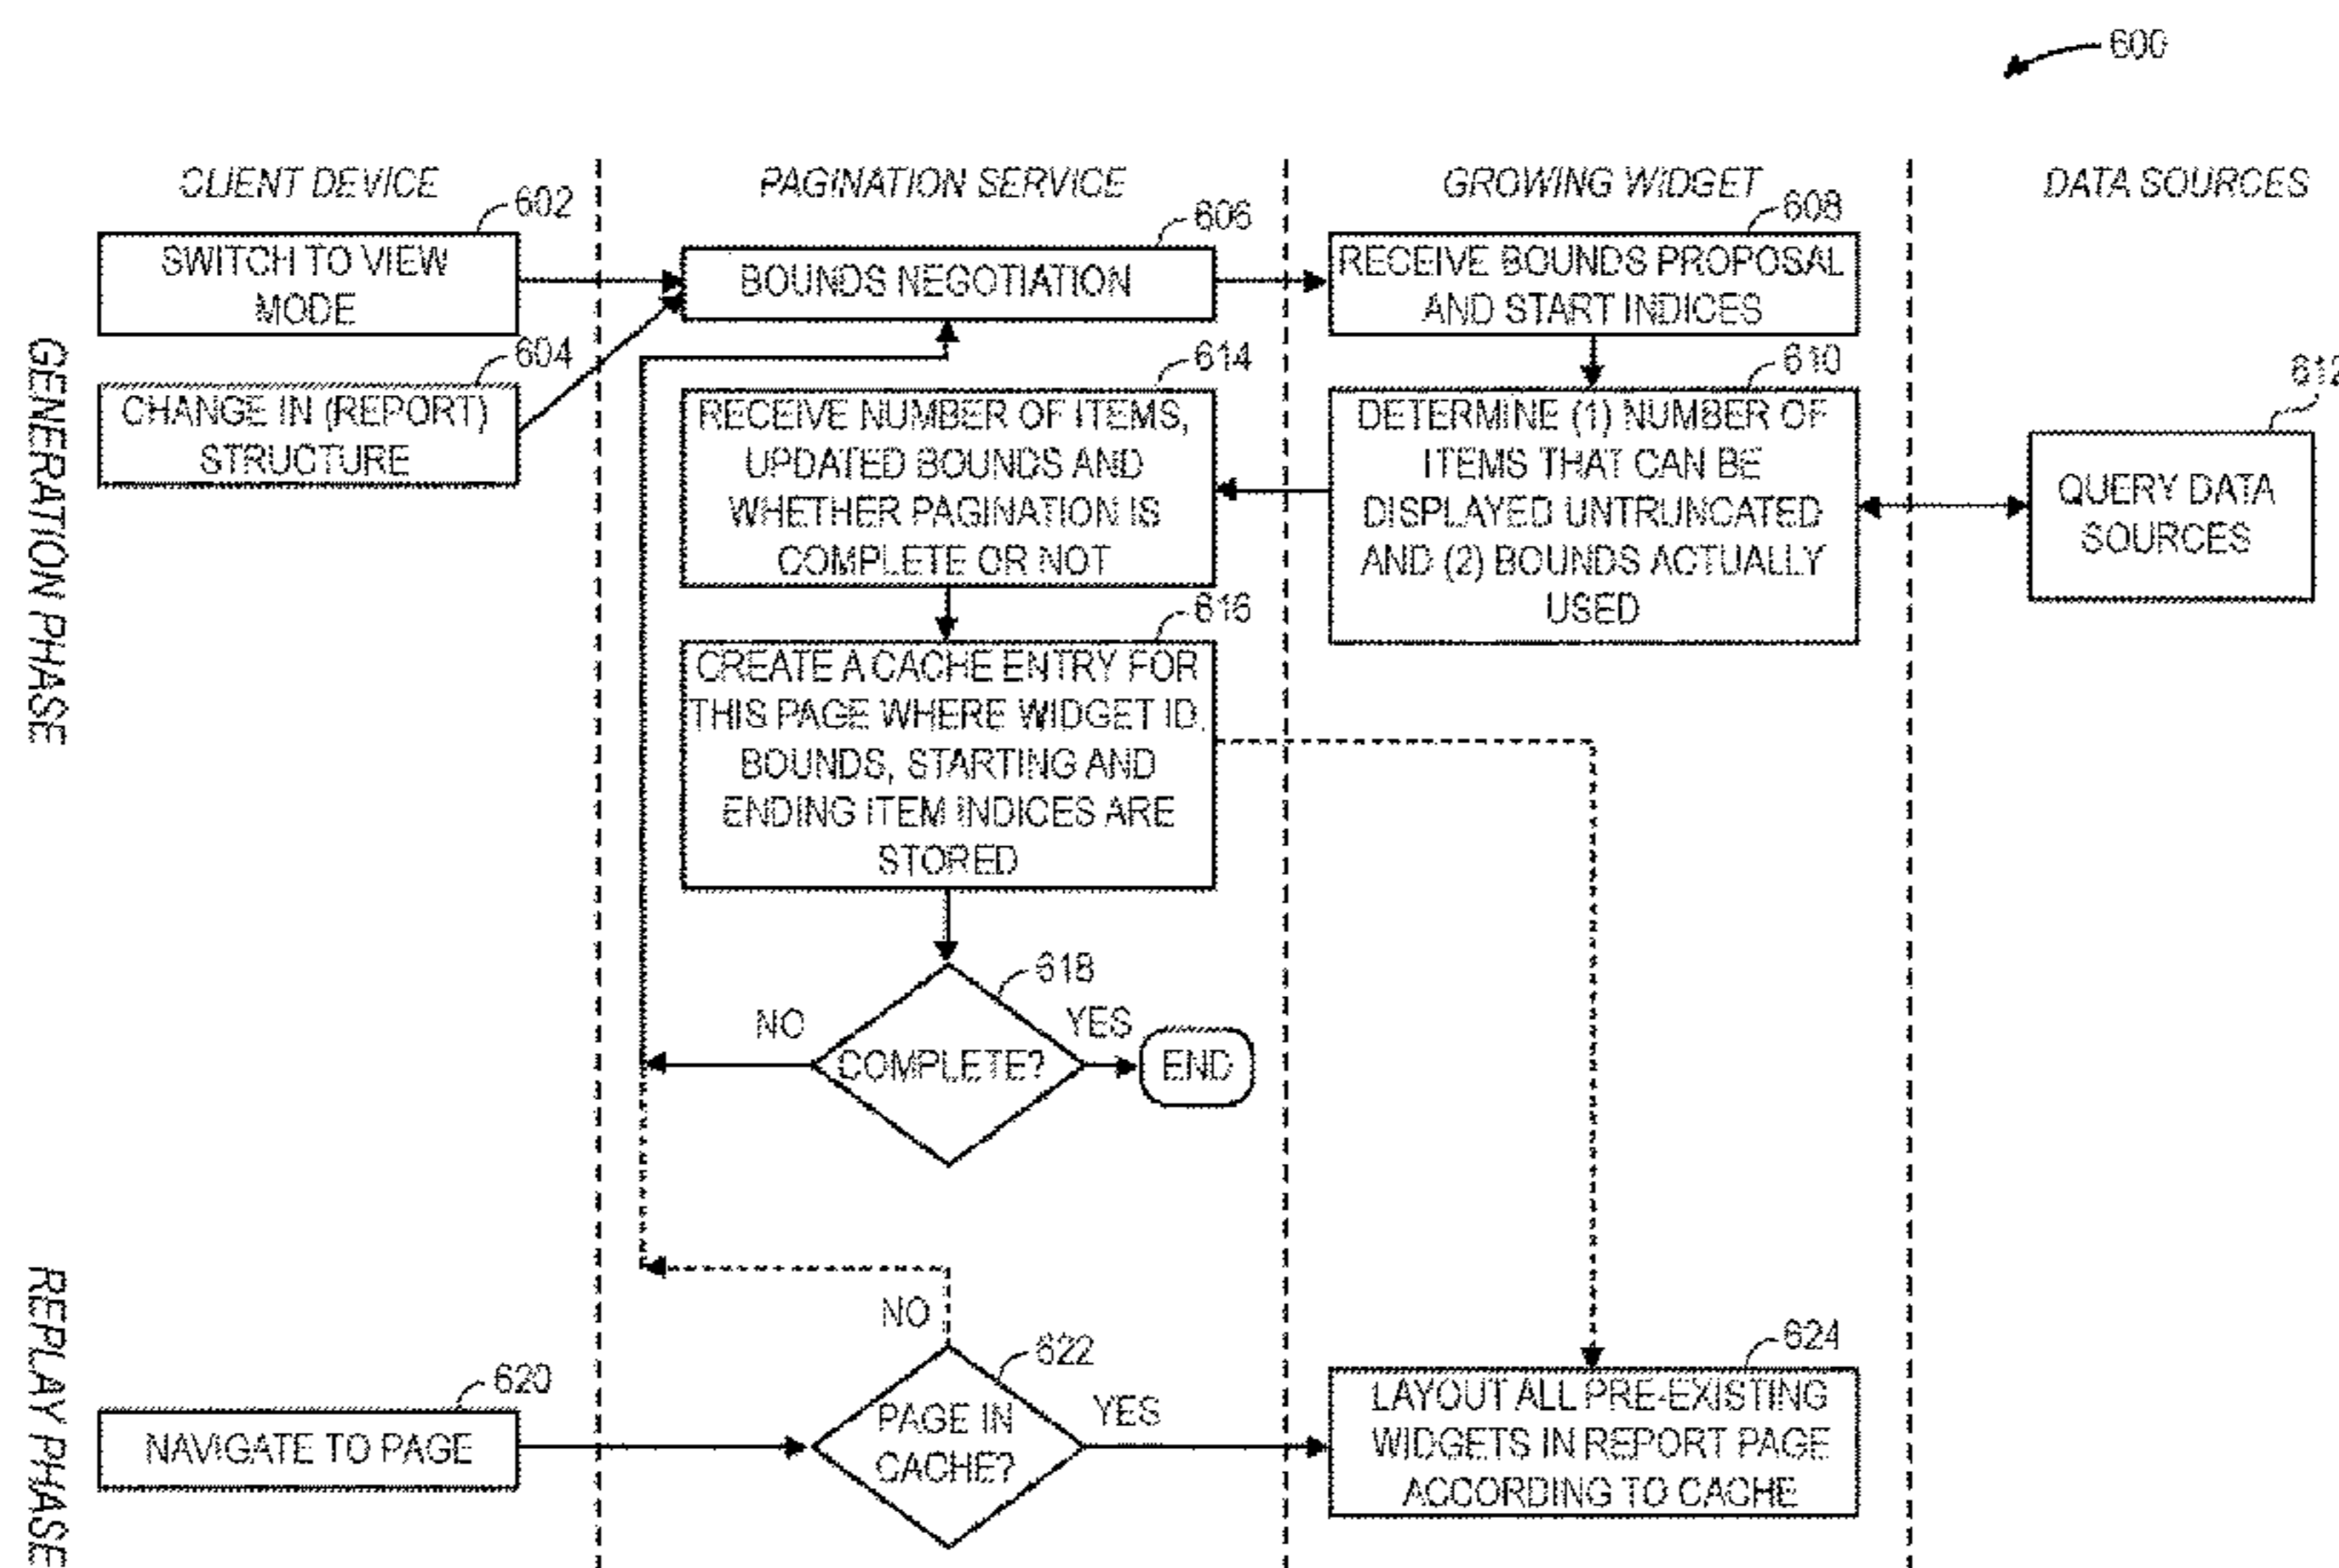 600
CLIENT DEVICE
PAGINATION SERVICE
GROWING WIDGET
DATA SOURCES
GENERATION PHASE
602
SWITCH TO VIEW
MODE
604
CHANGE IN (REPORT)
STRUCTURE
606
BOUNDS NEGOTIATION
608
RECEIVE BOUNDS PROPOSAL
AND START INDICES
610
DETERMINE (1) NUMBER OF
ITEMS THAT CAN BE
DISPLAYED UNTRUNCATED
AND (2) BOUNDS ACTUALLY
USED
612
QUERY DATA
SOURCES
614
RECEIVE NUMBER OF ITEMS,
UPDATED BOUNDS AND
WHETHER PAGINATION IS
COMPLETE OR NOT
616
CREATE A CACHE ENTRY FOR
THIS PAGE WHERE WIDGET ID,
BOUNDS, STARTING AND
ENDING ITEM INDICES ARE
STORED
618
COMPLETE?
NO
YES
END
REPLAY PHASE
620
NAVIGATE TO PAGE
622
PAGE IN
CACHE?
NO
YES
624
LAYOUT ALL PRE-EXISTING
WIDGETS IN REPORT PAGE
ACCORDING TO CACHE